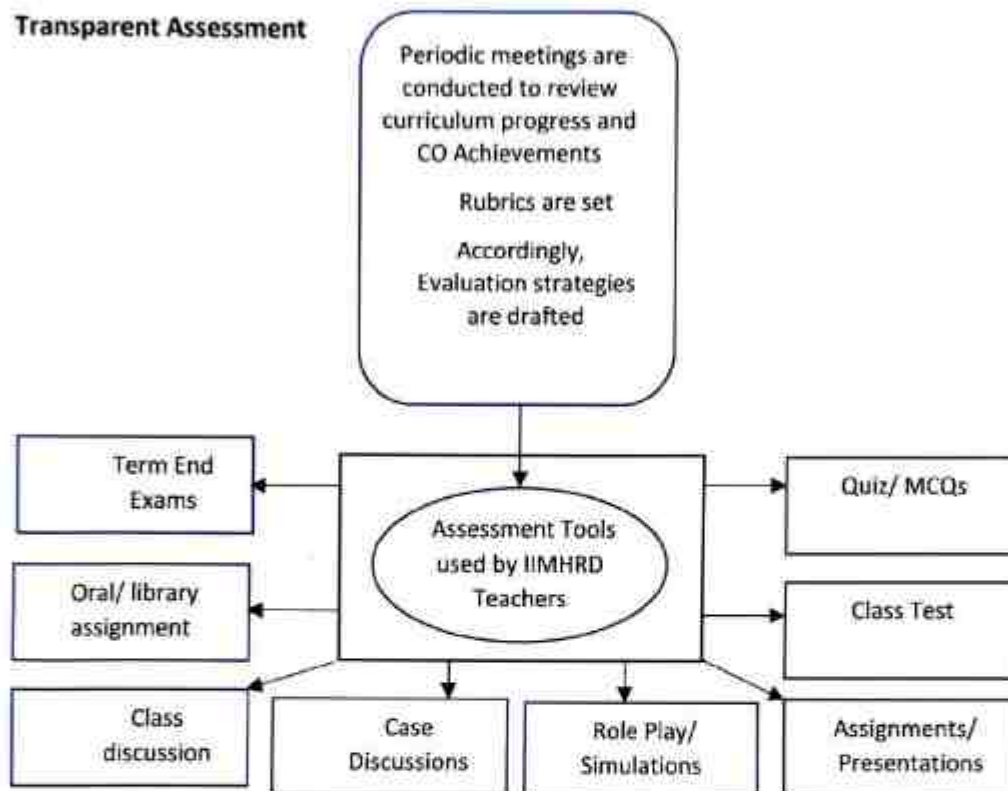 Transparent Assessment
Periodic meetings are
conducted to review
curriculum progress and
CO Achievements
Rubrics are set
Accordingly,
Evaluation strategies
are drafted
Term End
Exams
Quiz/ MCQs
Assessment Tools
used by IIMHRD
Teachers
Oral/ library
assignment
Class Test
Class
discussion
Case
Discussions
Role Play/
Simulations
Assignments/
Presentations